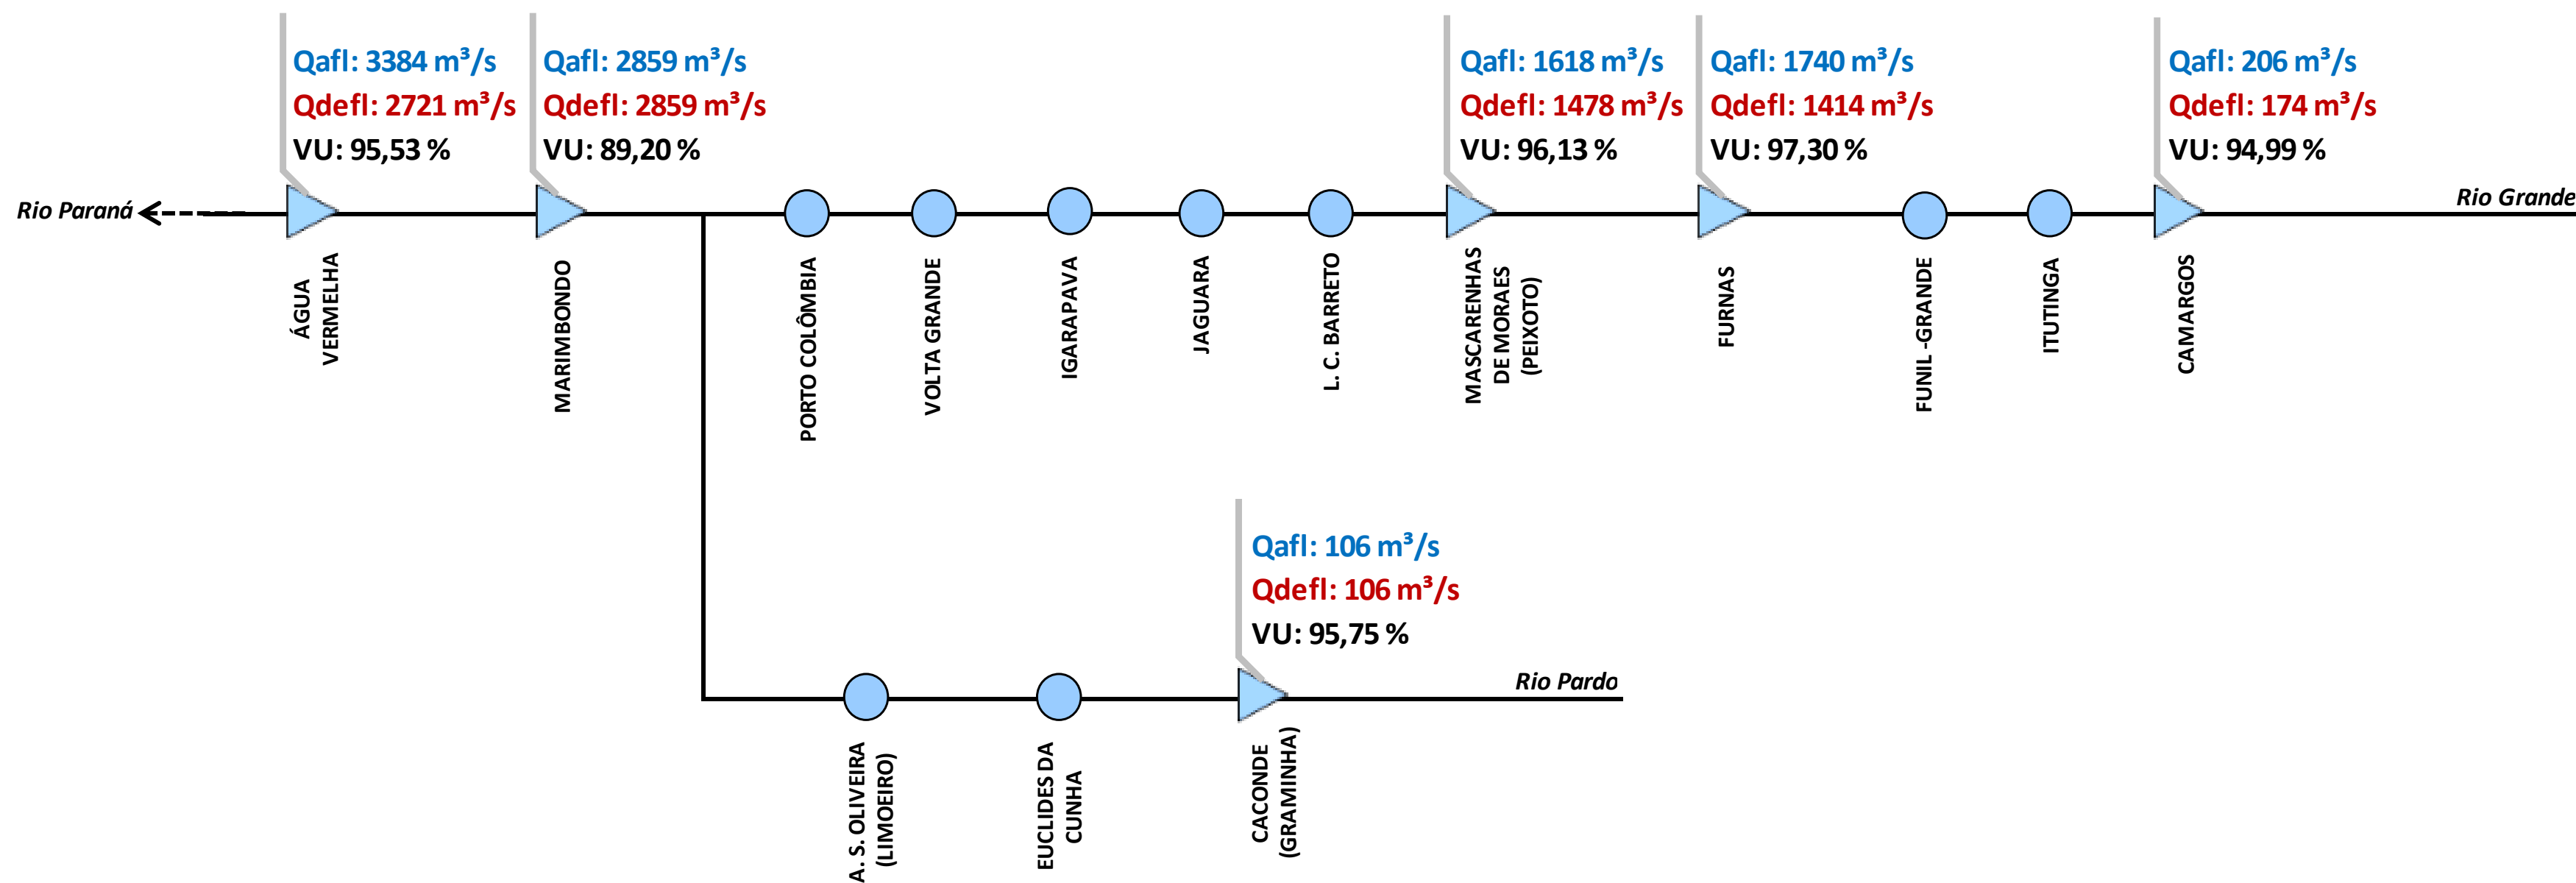 Qafl: 3384 m³/s
Qdefl: 2721 m³/s
VU: 95,53 %
Qafl: 2859 m³/s
Qdefl: 2859 m³/s
VU: 89,20 %
Qafl: 1618 m³/s
Qdefl: 1478 m³/s
VU: 96,13 %
Qafl: 1740 m³/s
Qdefl: 1414 m³/s
VU: 97,30 %
Qafl: 206 m³/s
Qdefl: 174 m³/s
VU: 94,99 %
Rio Paraná
Rio Grande
ÁGUA
VERMELHA
MARIMBONDO
PORTO COLÔMBIA
VOLTA GRANDE
IGARAPAVA
JAGUARA
L. C. BARRETO
MASCARENHAS
DE MORAES
(PEIXOTO)
FURNAS
FUNIL -GRANDE
ITUTINGA
CAMARGOS
Qafl: 106 m³/s
Qdefl: 106 m³/s
VU: 95,75 %
Rio Pardo
A. S. OLIVEIRA
(LIMOEIRO)
EUCLIDES DA
CUNHA
CACONDE
(GRAMINHA)